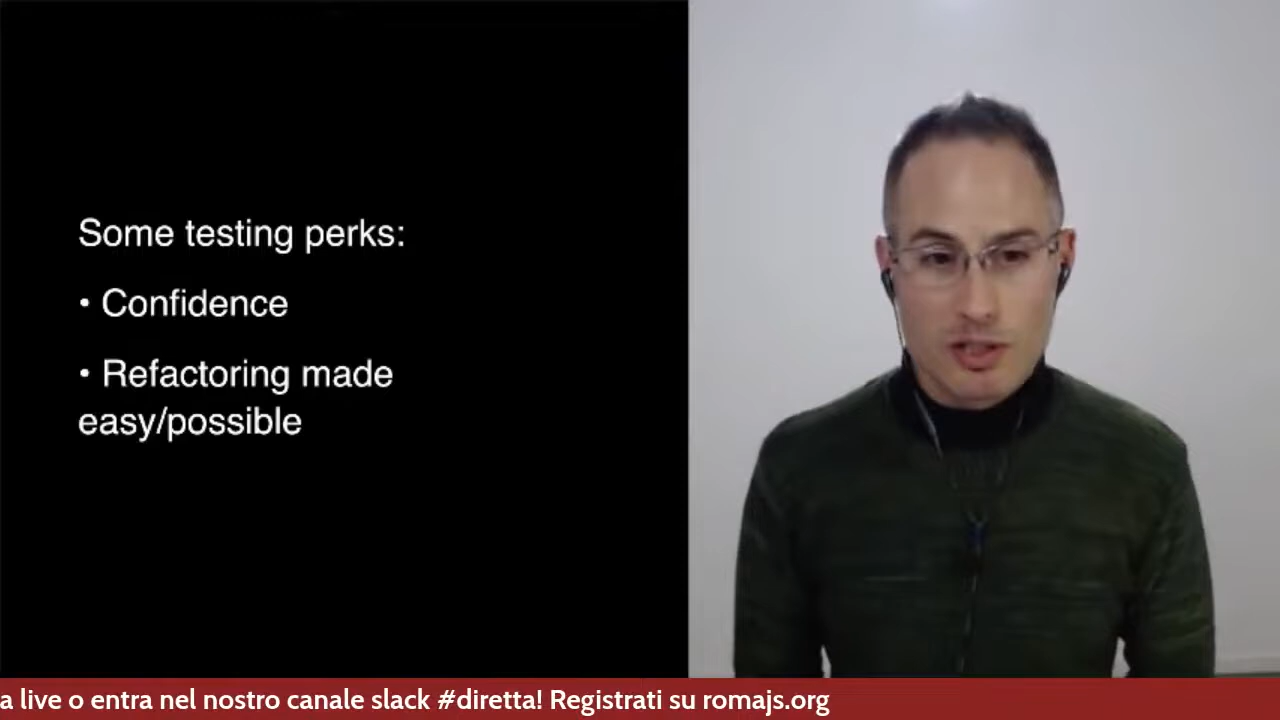 Some testing perks:
• Confidence
• Refactoring made
easy/possible
a live o entra nel nostro canale slack #diretta! Registrati su romajs.org